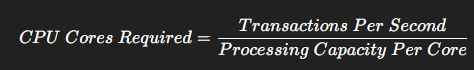 CPU Cores Required = Transactions Per Second / Processing Capacity Per Core